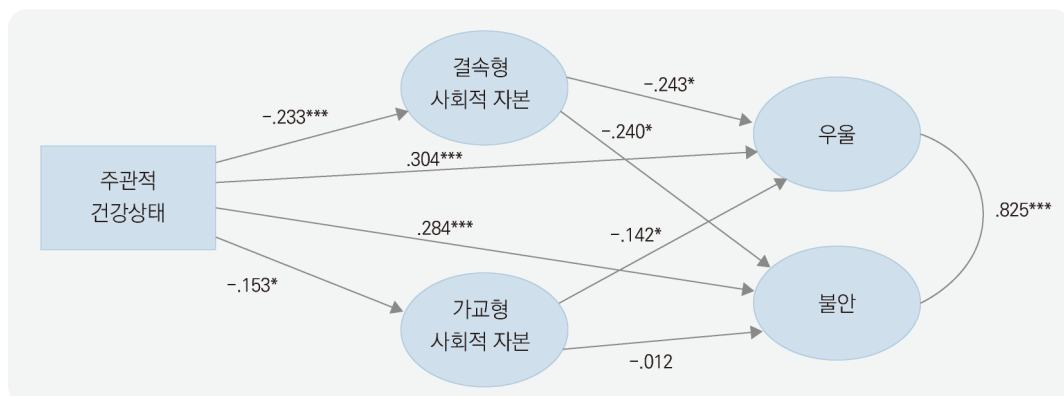 결속형
사회적 자본
-.243*
우울
-.233***
-.240*
.304***
주관적
건강상태
.825***
.284***
-.142*
-.153*
가교형
사회적 자본
불안
-.012